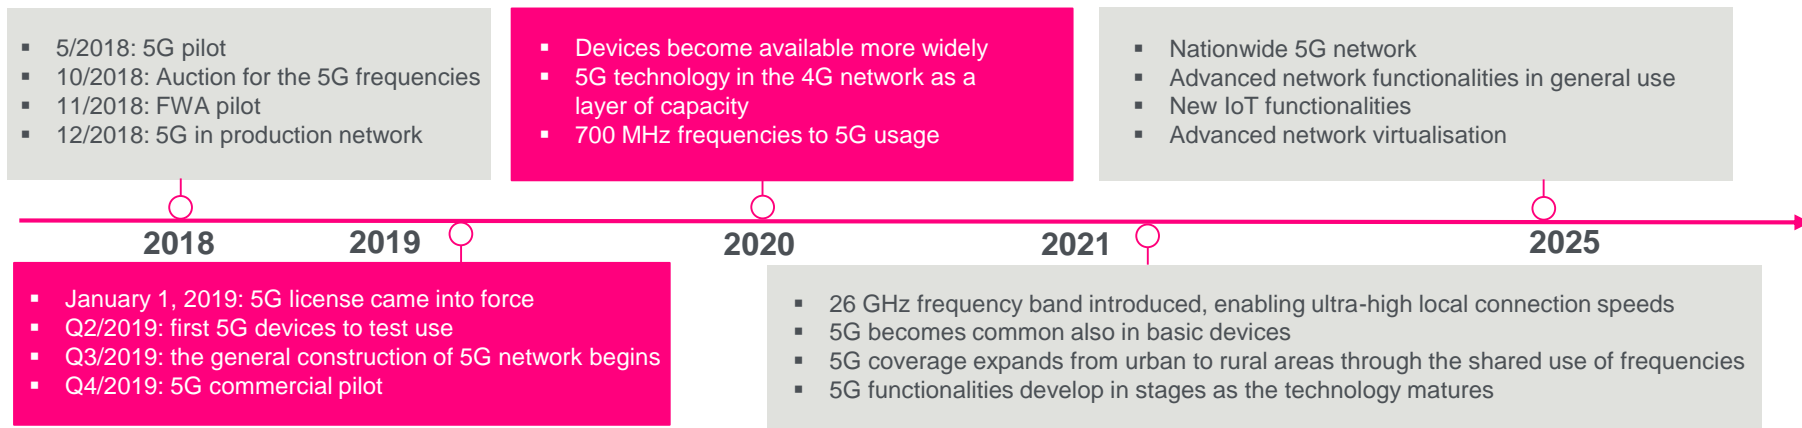 ▪ 5/2018: 5G pilot
▪ 10/2018: Auction for the 5G frequencies
▪ 11/2018: FWA pilot
▪ 12/2018: 5G in production network
▪ Devices become available more widely
▪ 5G technology in the 4G network as a
layer of capacity
▪ 700 MHz frequencies to 5G usage
▪ Nationwide 5G network
▪ Advanced network functionalities in general use
▪ New IoT functionalities
▪ Advanced network virtualisation
2018 2019 2020 2021 2025
▪ January 1, 2019: 5G license came into force
▪ Q2/2019: first 5G devices to test use
▪ Q3/2019: the general construction of 5G network begins
▪ Q4/2019: 5G commercial pilot
▪ 26 GHz frequency band introduced, enabling ultra-high local connection speeds
▪ 5G becomes common also in basic devices
▪ 5G coverage expands from urban to rural areas through the shared use of frequencies
▪ 5G functionalities develop in stages as the technology matures